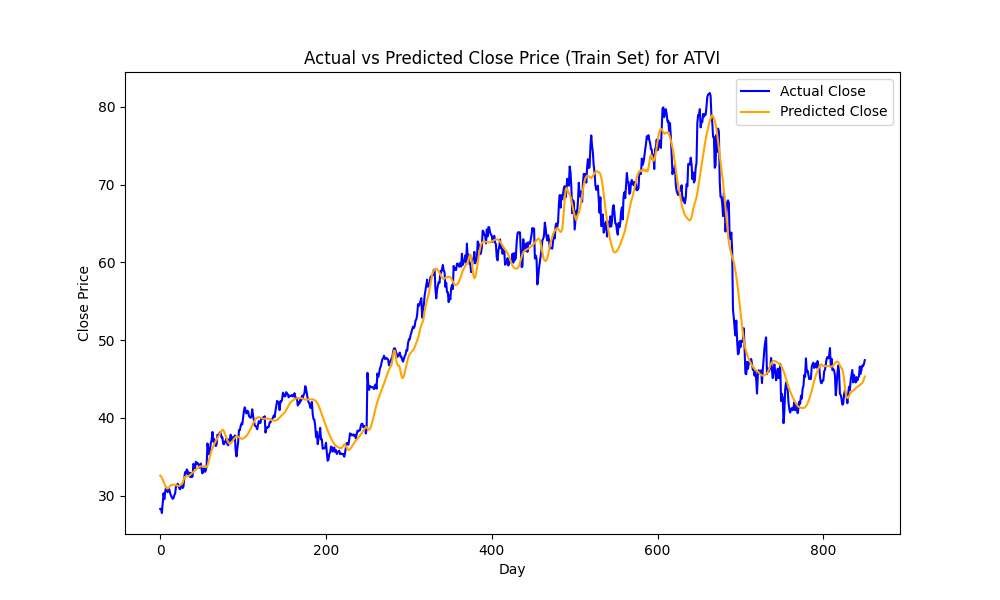 Actual vs Predicted Close Price (Train Set) for ATVI
Actual Close
Predicted Close
Close Price
80
70
60
50
40
30
0 200 400 600 800
Day